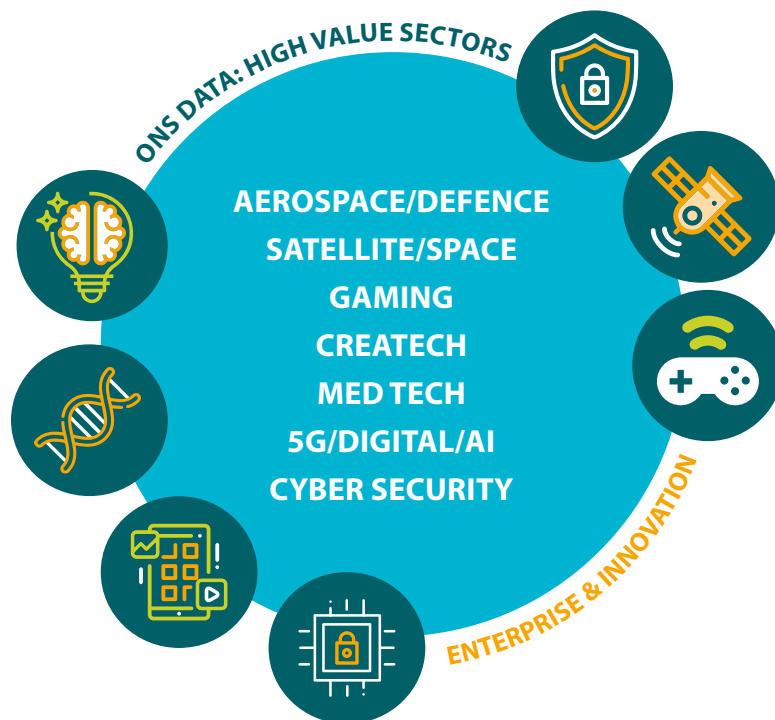 ONS DATA: HIGH VALUE SECTORS
AEROSPACE/DEFENCE
SATELLITE/SPACE
GAMING
CREATECH
MED TECH
5G/DIGITAL/AI
CYBER SECURITY
ENTERPRISE & INNOVATION